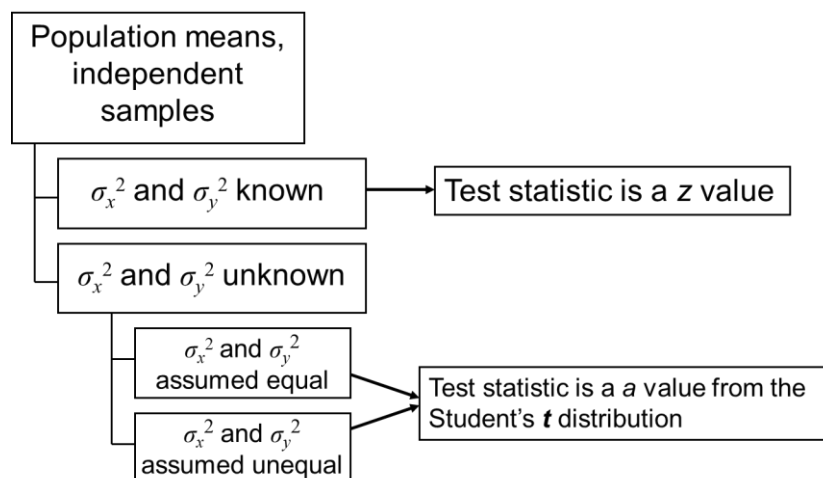 Population means,
independent
samples
σx² and σy² known
Test statistic is a z value
σx² and σy² unknown
σx² and σy²
assumed equal
Test statistic is a a value from the
Student's t distribution
σx² and σy²
assumed unequal